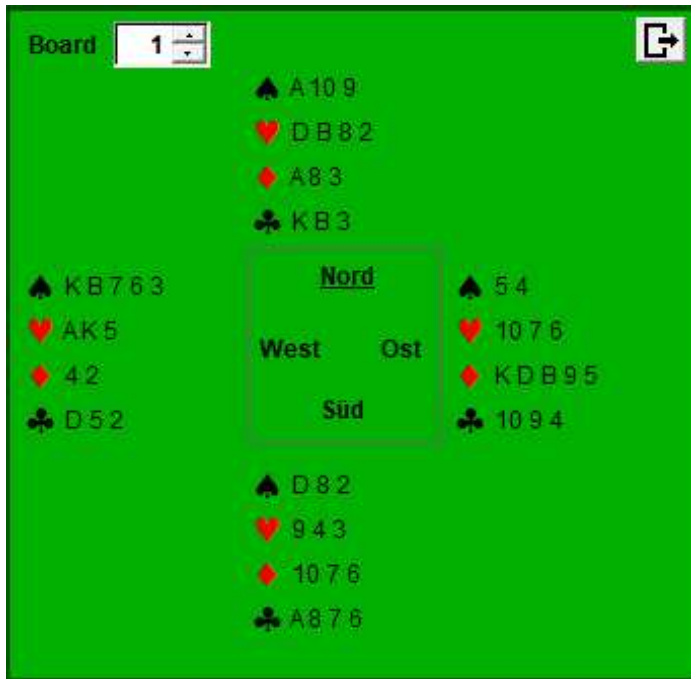 Board 1
♠ A 10 9
♥ D B 8 2
♦ A 8 3
♣ K B 3
♠ K B 7 6 3
♥ A K 5
♦ 4 2
♣ D 5 2
Nord
West Ost
Süd
♠ 5 4
♥ 10 7 6
♦ K D B 9 5
♣ 10 9 4
♠ D 8 2
♥ 9 4 3
♦ 10 7 6
♣ A 8 7 6